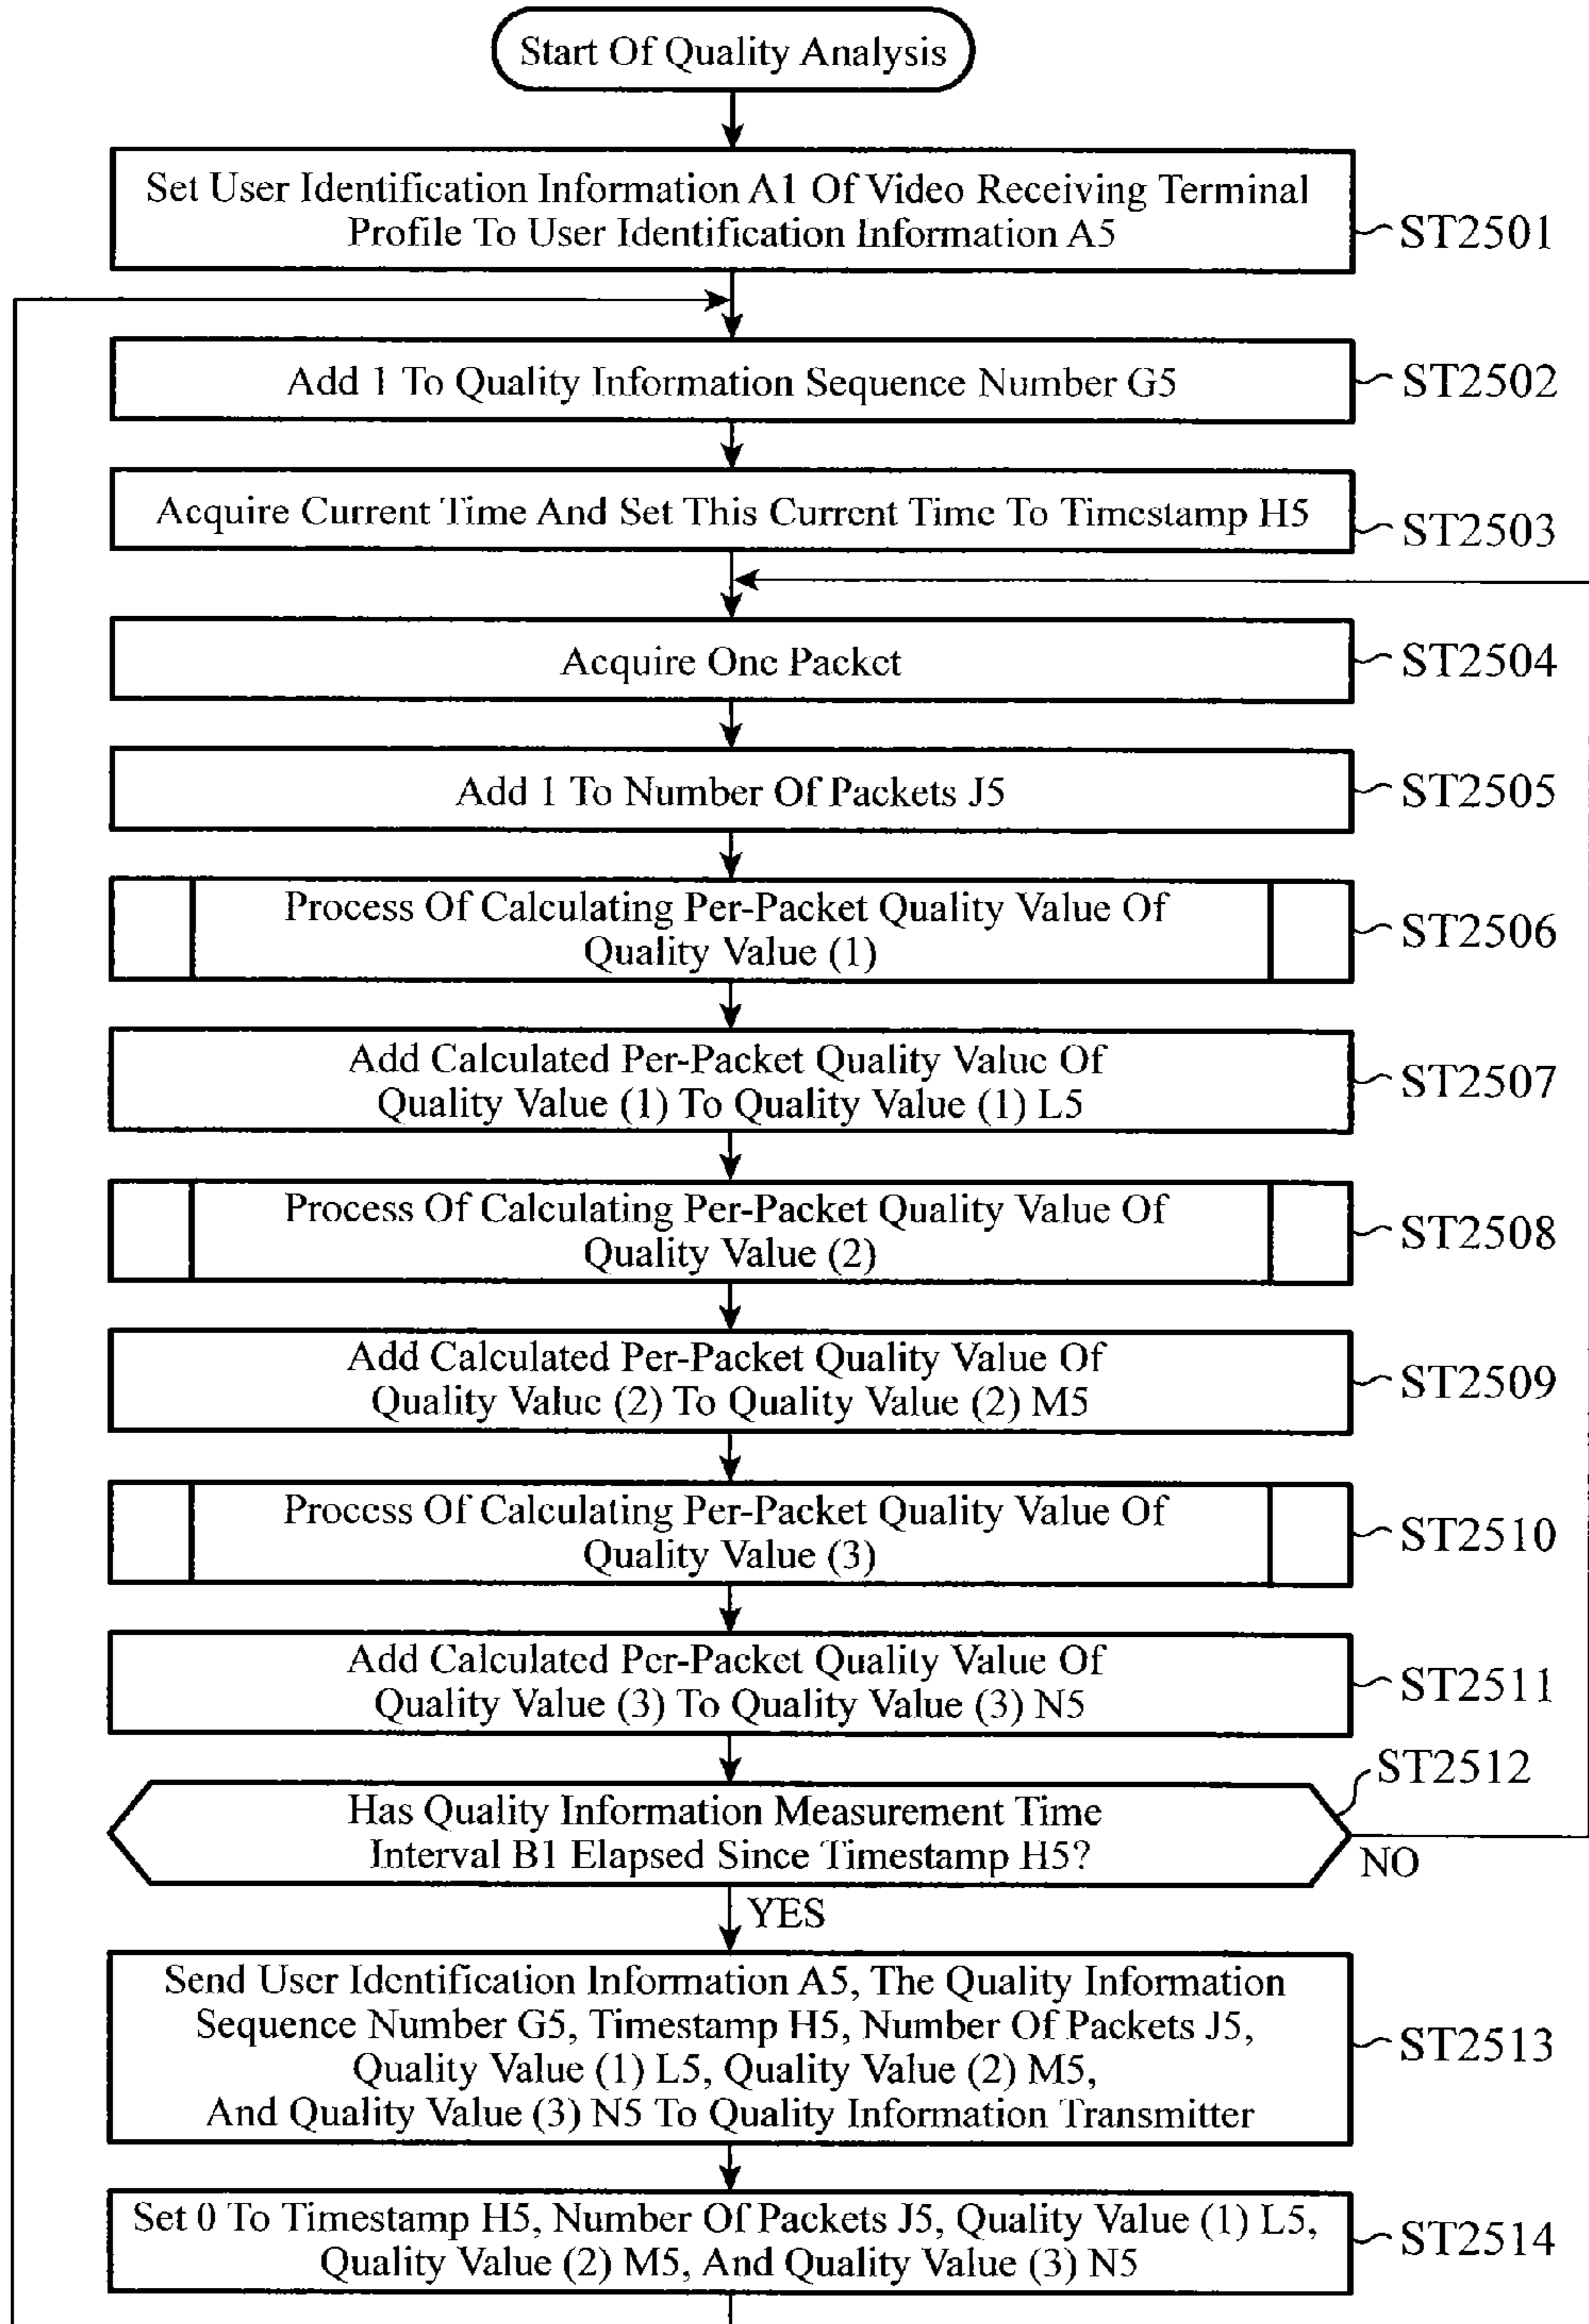 Start Of Quality Analysis
Set User Identification Information A1 Of Video Receiving Terminal
Profile To User Identification Information A5
ST2501
Add 1 To Quality Information Sequence Number G5
ST2502
Acquire Current Time And Set This Current Time To Timestamp H5
ST2503
Acquire One Packet
ST2504
Add 1 To Number Of Packets J5
ST2505
Process Of Calculating Per-Packet Quality Value Of
Quality Value (1)
ST2506
Add Calculated Per-Packet Quality Value Of
Quality Value (1) To Quality Value (1) L5
ST2507
Process Of Calculating Per-Packet Quality Value Of
Quality Value (2)
ST2508
Add Calculated Per-Packet Quality Value Of
Quality Value (2) To Quality Value (2) M5
ST2509
Process Of Calculating Per-Packet Quality Value Of
Quality Value (3)
ST2510
Add Calculated Per-Packet Quality Value Of
Quality Value (3) To Quality Value (3) N5
ST2511
ST2512
Has Quality Information Measurement Time
Interval B1 Elapsed Since Timestamp H5?
NO
YES
Send User Identification Information A5, The Quality Information
Sequence Number G5, Timestamp H5, Number Of Packets J5,
Quality Value (1) L5, Quality Value (2) M5,
And Quality Value (3) N5 To Quality Information Transmitter
ST2513
Set 0 To Timestamp H5, Number Of Packets J5, Quality Value (1) L5,
Quality Value (2) M5, And Quality Value (3) N5
ST2514